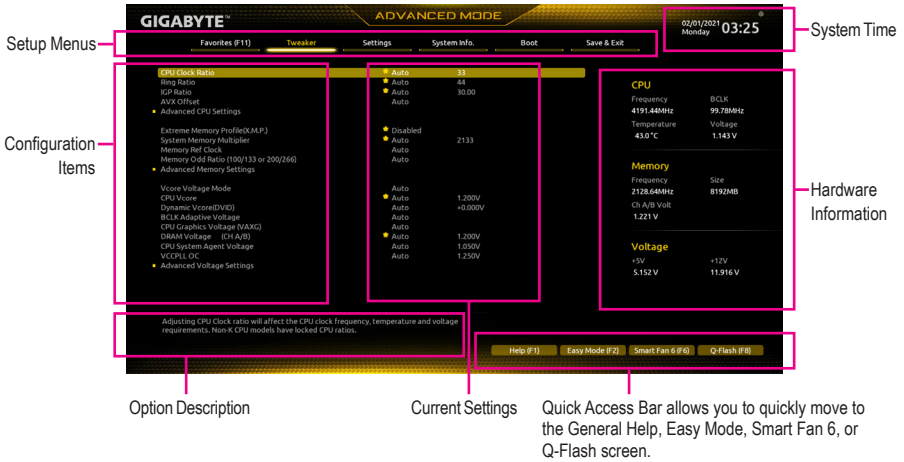 GIGABYTE™
ADVANCED MODE
02/01/2021
Monday
03:25
System Time
Setup Menus
Favorites (F11) Tweaker Settings System Info. Boot Save & Exit
Configuration
Items
CPU Clock Ratio Auto 33
Ring Ratio Auto 44
IGP Ratio Auto 30.00
AVX Offset Auto
Advanced CPU Settings
Extreme Memory Profile(X.M.P.) Disabled
System Memory Multiplier Auto 2133
Memory Ref Clock Auto
Memory Odd Ratio (100/133 or 200/266) Auto
Advanced Memory Settings
Vcore Voltage Mode Auto
CPU Vcore Auto 1.200V
Dynamic Vcore(DVID) Auto +0.000V
BCLK Adaptive Voltage Auto
CPU Graphics Voltage (VAXG) Auto
DRAM Voltage (CH A/B) Auto 1.200V
CPU System Agent Voltage Auto 1.050V
VCCPLL OC Auto 1.250V
Advanced Voltage Settings
CPU
Frequency BCLK
4191.44MHz 99.78MHz
Temperature Voltage
43.0 °C 1.143 V
Memory
Frequency Size
2128.64MHz 8192MB
Ch A/B Volt
1.221 V
Voltage
+5V +12V
5.152 V 11.916 V
Hardware
Information
Adjusting CPU Clock ratio will affect the CPU clock frequency, temperature and voltage
requirements. Non-K CPU models have locked CPU ratios.
Help (F1) Easy Mode (F2) Smart Fan 6 (F6) Q-Flash (F8)
Option Description
Current Settings
Quick Access Bar allows you to quickly move to
the General Help, Easy Mode, Smart Fan 6, or
Q-Flash screen.